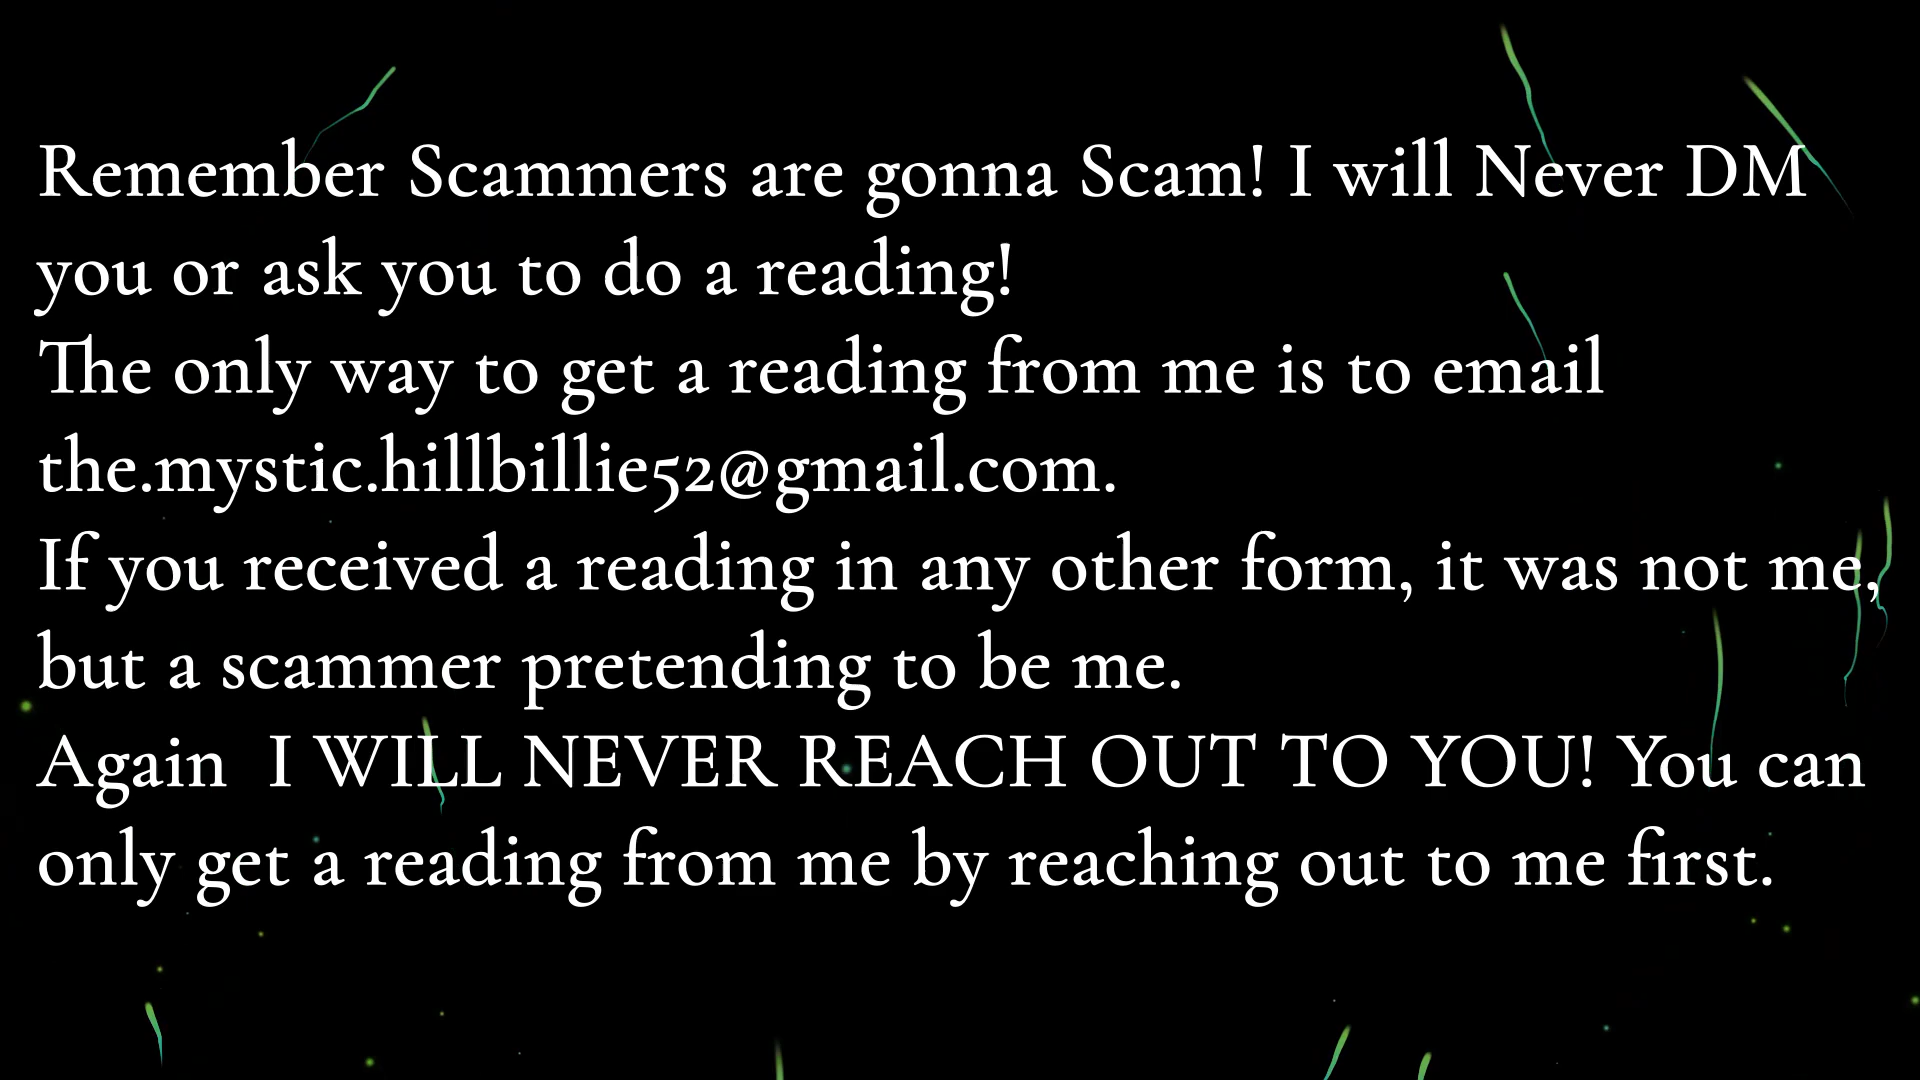 Remember Scammers are gonna Scam! I will Never DM
you or ask you to do a reading!
The only way to get a reading from me is to email
the.mystic.hillbillie52@gmail.com.
If you received a reading in any other form, it was not me,
but a scammer pretending to be me.
Again  I WILL NEVER REACH OUT TO YOU! You can
only get a reading from me by reaching out to me first.